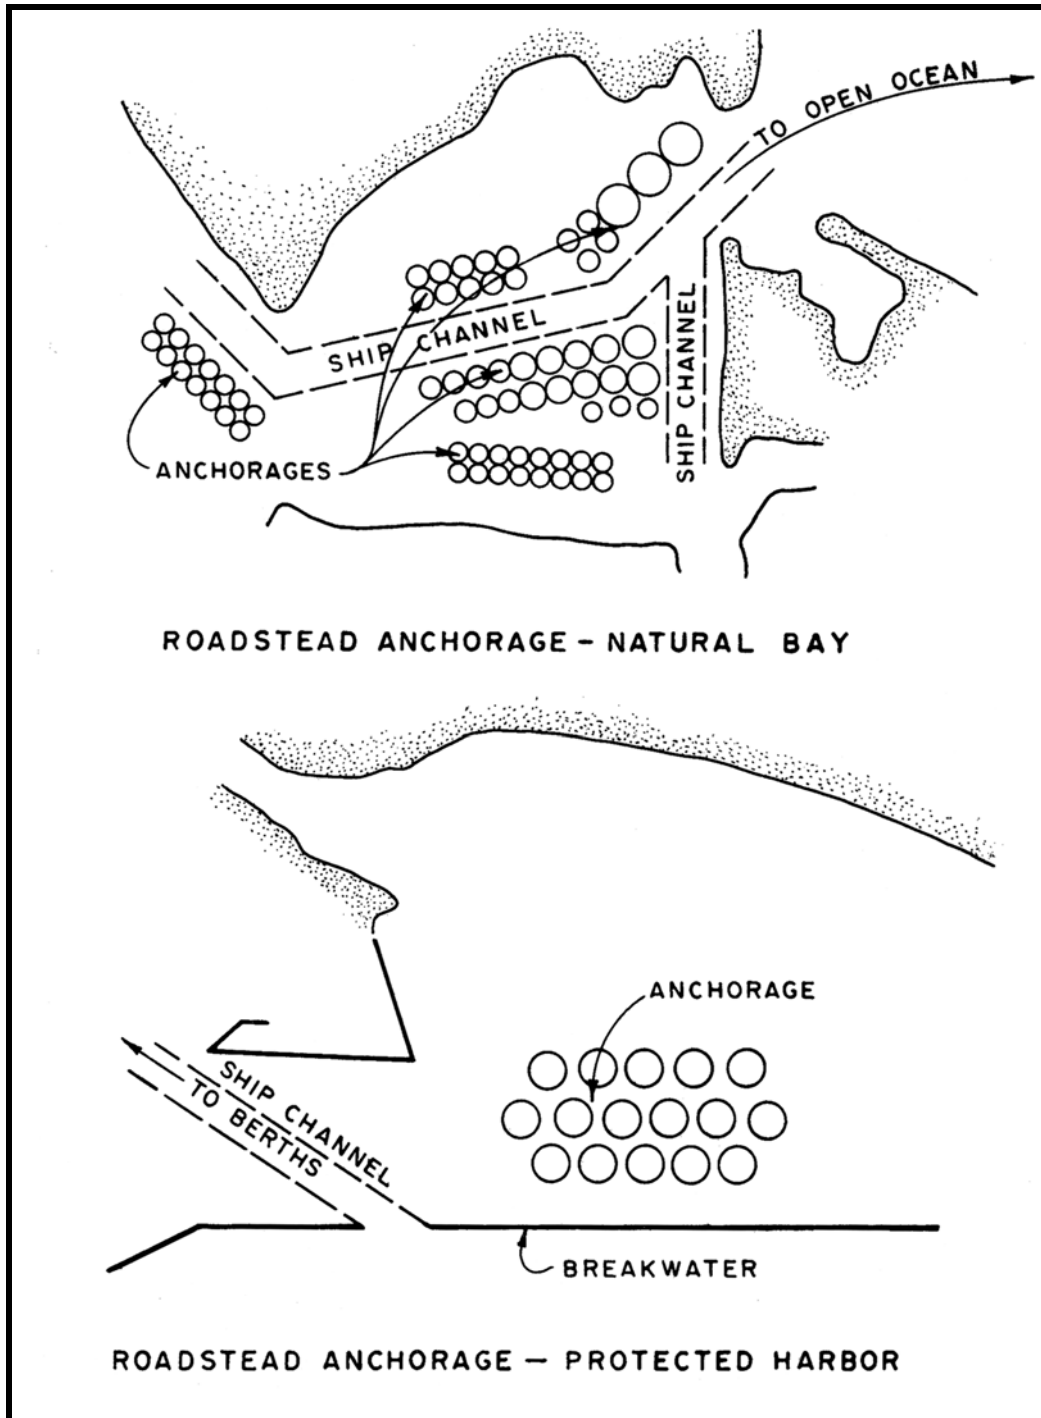 TO OPEN OCEAN
SHIP CHANNEL
SHIP CHANNEL
ANCHORAGES
ROADSTEAD ANCHORAGE – NATURAL BAY
ANCHORAGE
SHIP CHANNEL
TO BERTHS
BREAKWATER
ROADSTEAD ANCHORAGE – PROTECTED HARBOR